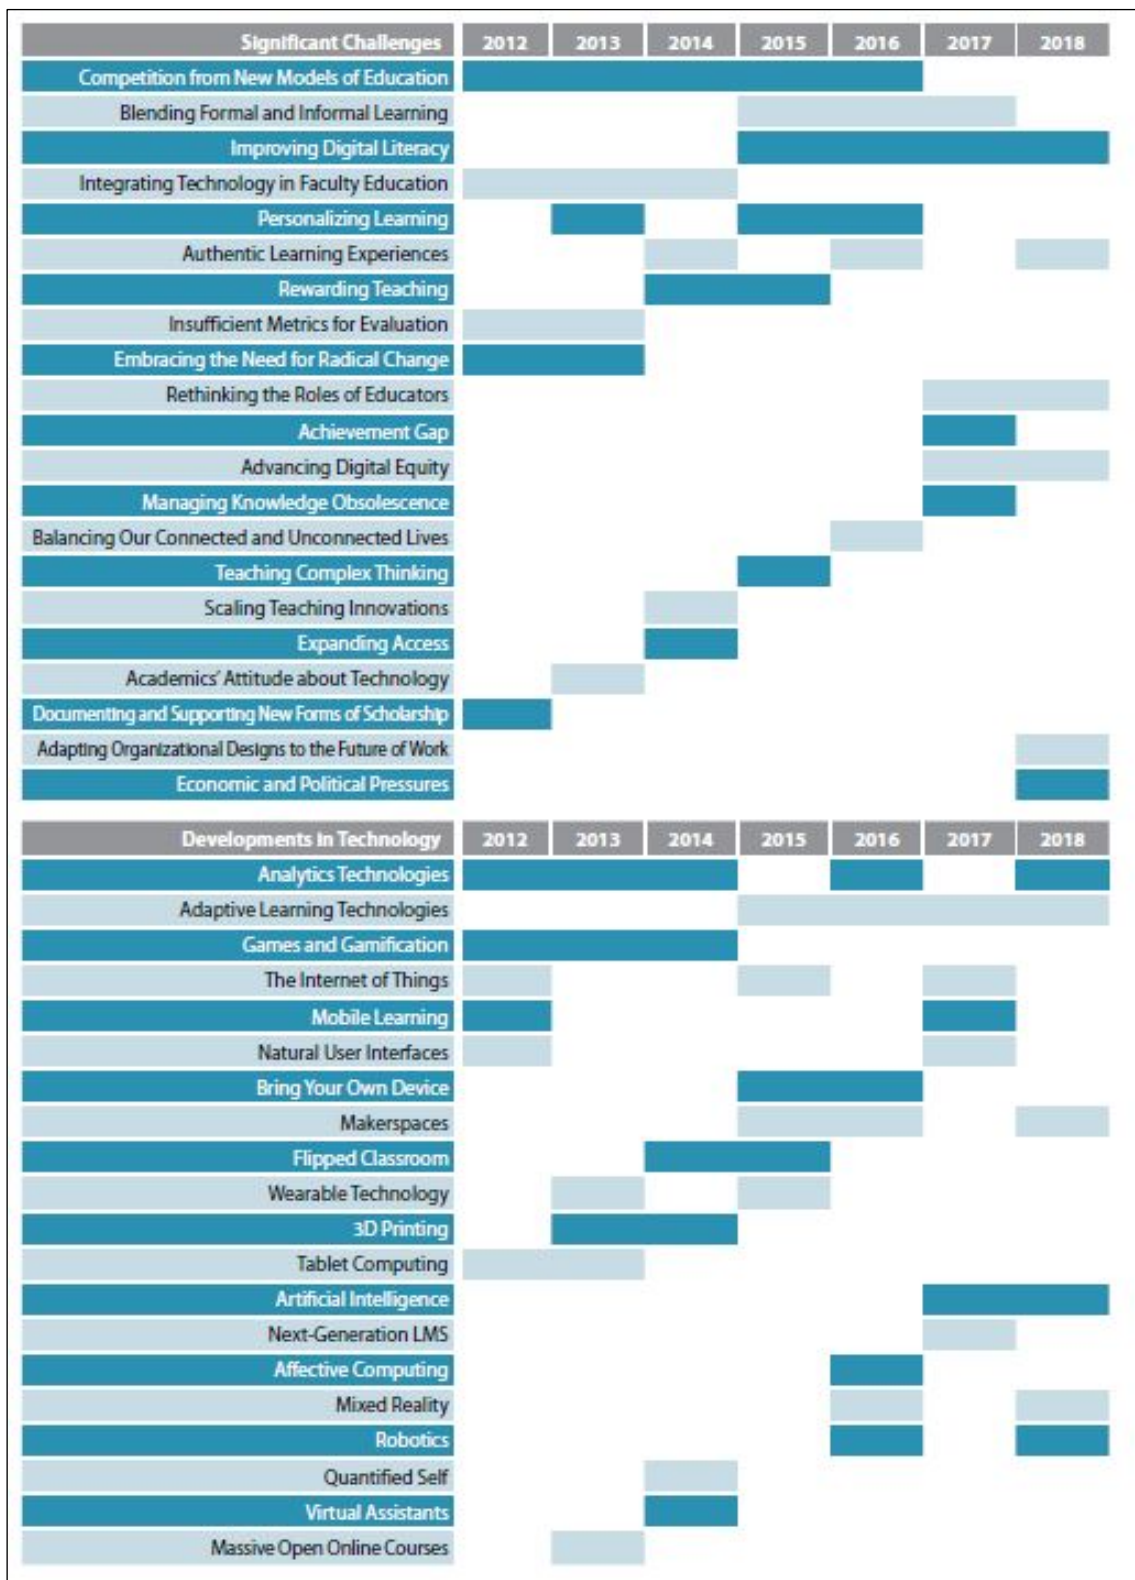 Significant Challenges 2012 2013 2014 2015 2016 2017 2018
Competition from New Models of Education
Blending Formal and Informal Learning
Improving Digital Literacy
Integrating Technology in Faculty Education
Personalizing Learning
Authentic Learning Experiences
Rewarding Teaching
Insufficient Metrics for Evaluation
Embracing the Need for Radical Change
Rethinking the Roles of Educators
Achievement Gap
Advancing Digital Equity
Managing Knowledge Obsolescence
Balancing Our Connected and Unconnected Lives
Teaching Complex Thinking
Scaling Teaching Innovations
Expanding Access
Academics’ Attitude about Technology
Documenting and Supporting New Forms of Scholarship
Adapting Organizational Designs to the Future of Work
Economic and Political Pressures
Developments in Technology 2012 2013 2014 2015 2016 2017 2018
Analytics Technologies
Adaptive Learning Technologies
Games and Gamification
The Internet of Things
Mobile Learning
Natural User Interfaces
Bring Your Own Device
Makerspaces
Flipped Classroom
Wearable Technology
3D Printing
Tablet Computing
Artificial Intelligence
Next-Generation LMS
Affective Computing
Mixed Reality
Robotics
Quantified Self
Virtual Assistants
Massive Open Online Courses